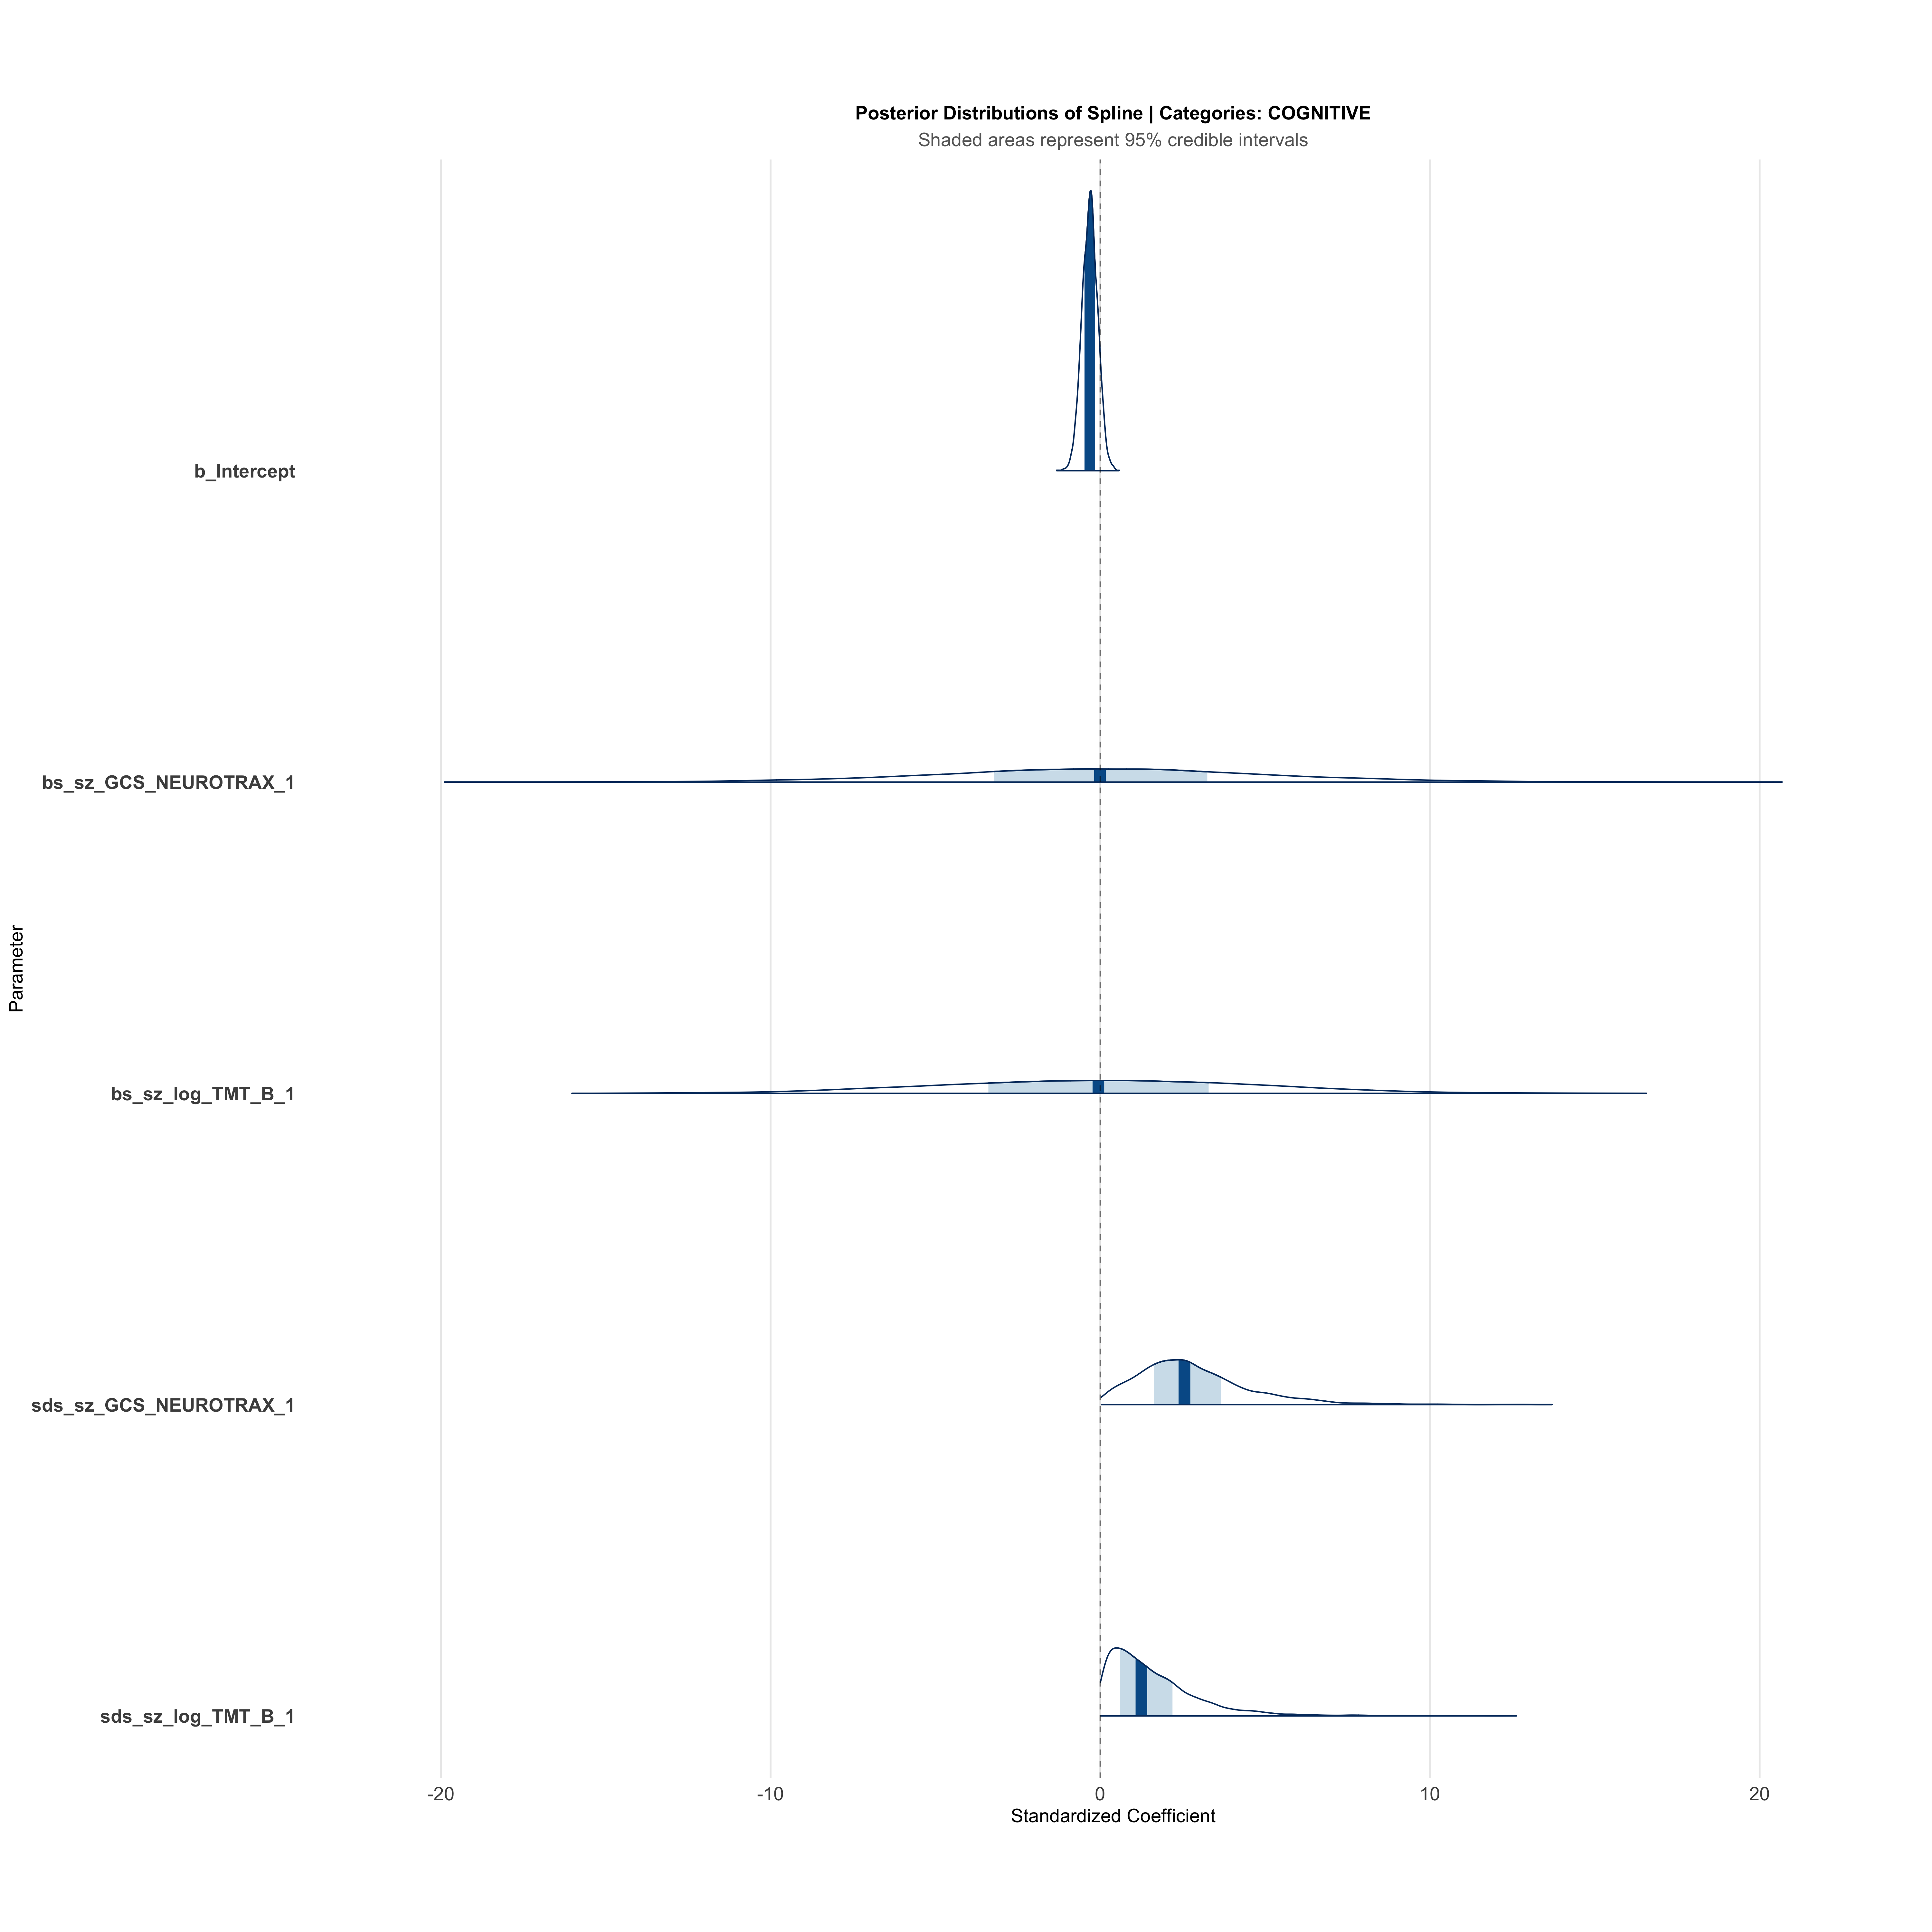 Posterior Distributions of Spline | Categories: COGNITIVE
Shaded areas represent 95% credible intervals
b_Intercept
bs_sz_GCS_NEUROTRAX_1
Parameter
bs_sz_log_TMT_B_1
sds_sz_GCS_NEUROTRAX_1
sds_sz_log_TMT_B_1
-20 -10 0 10 20
Standardized Coefficient